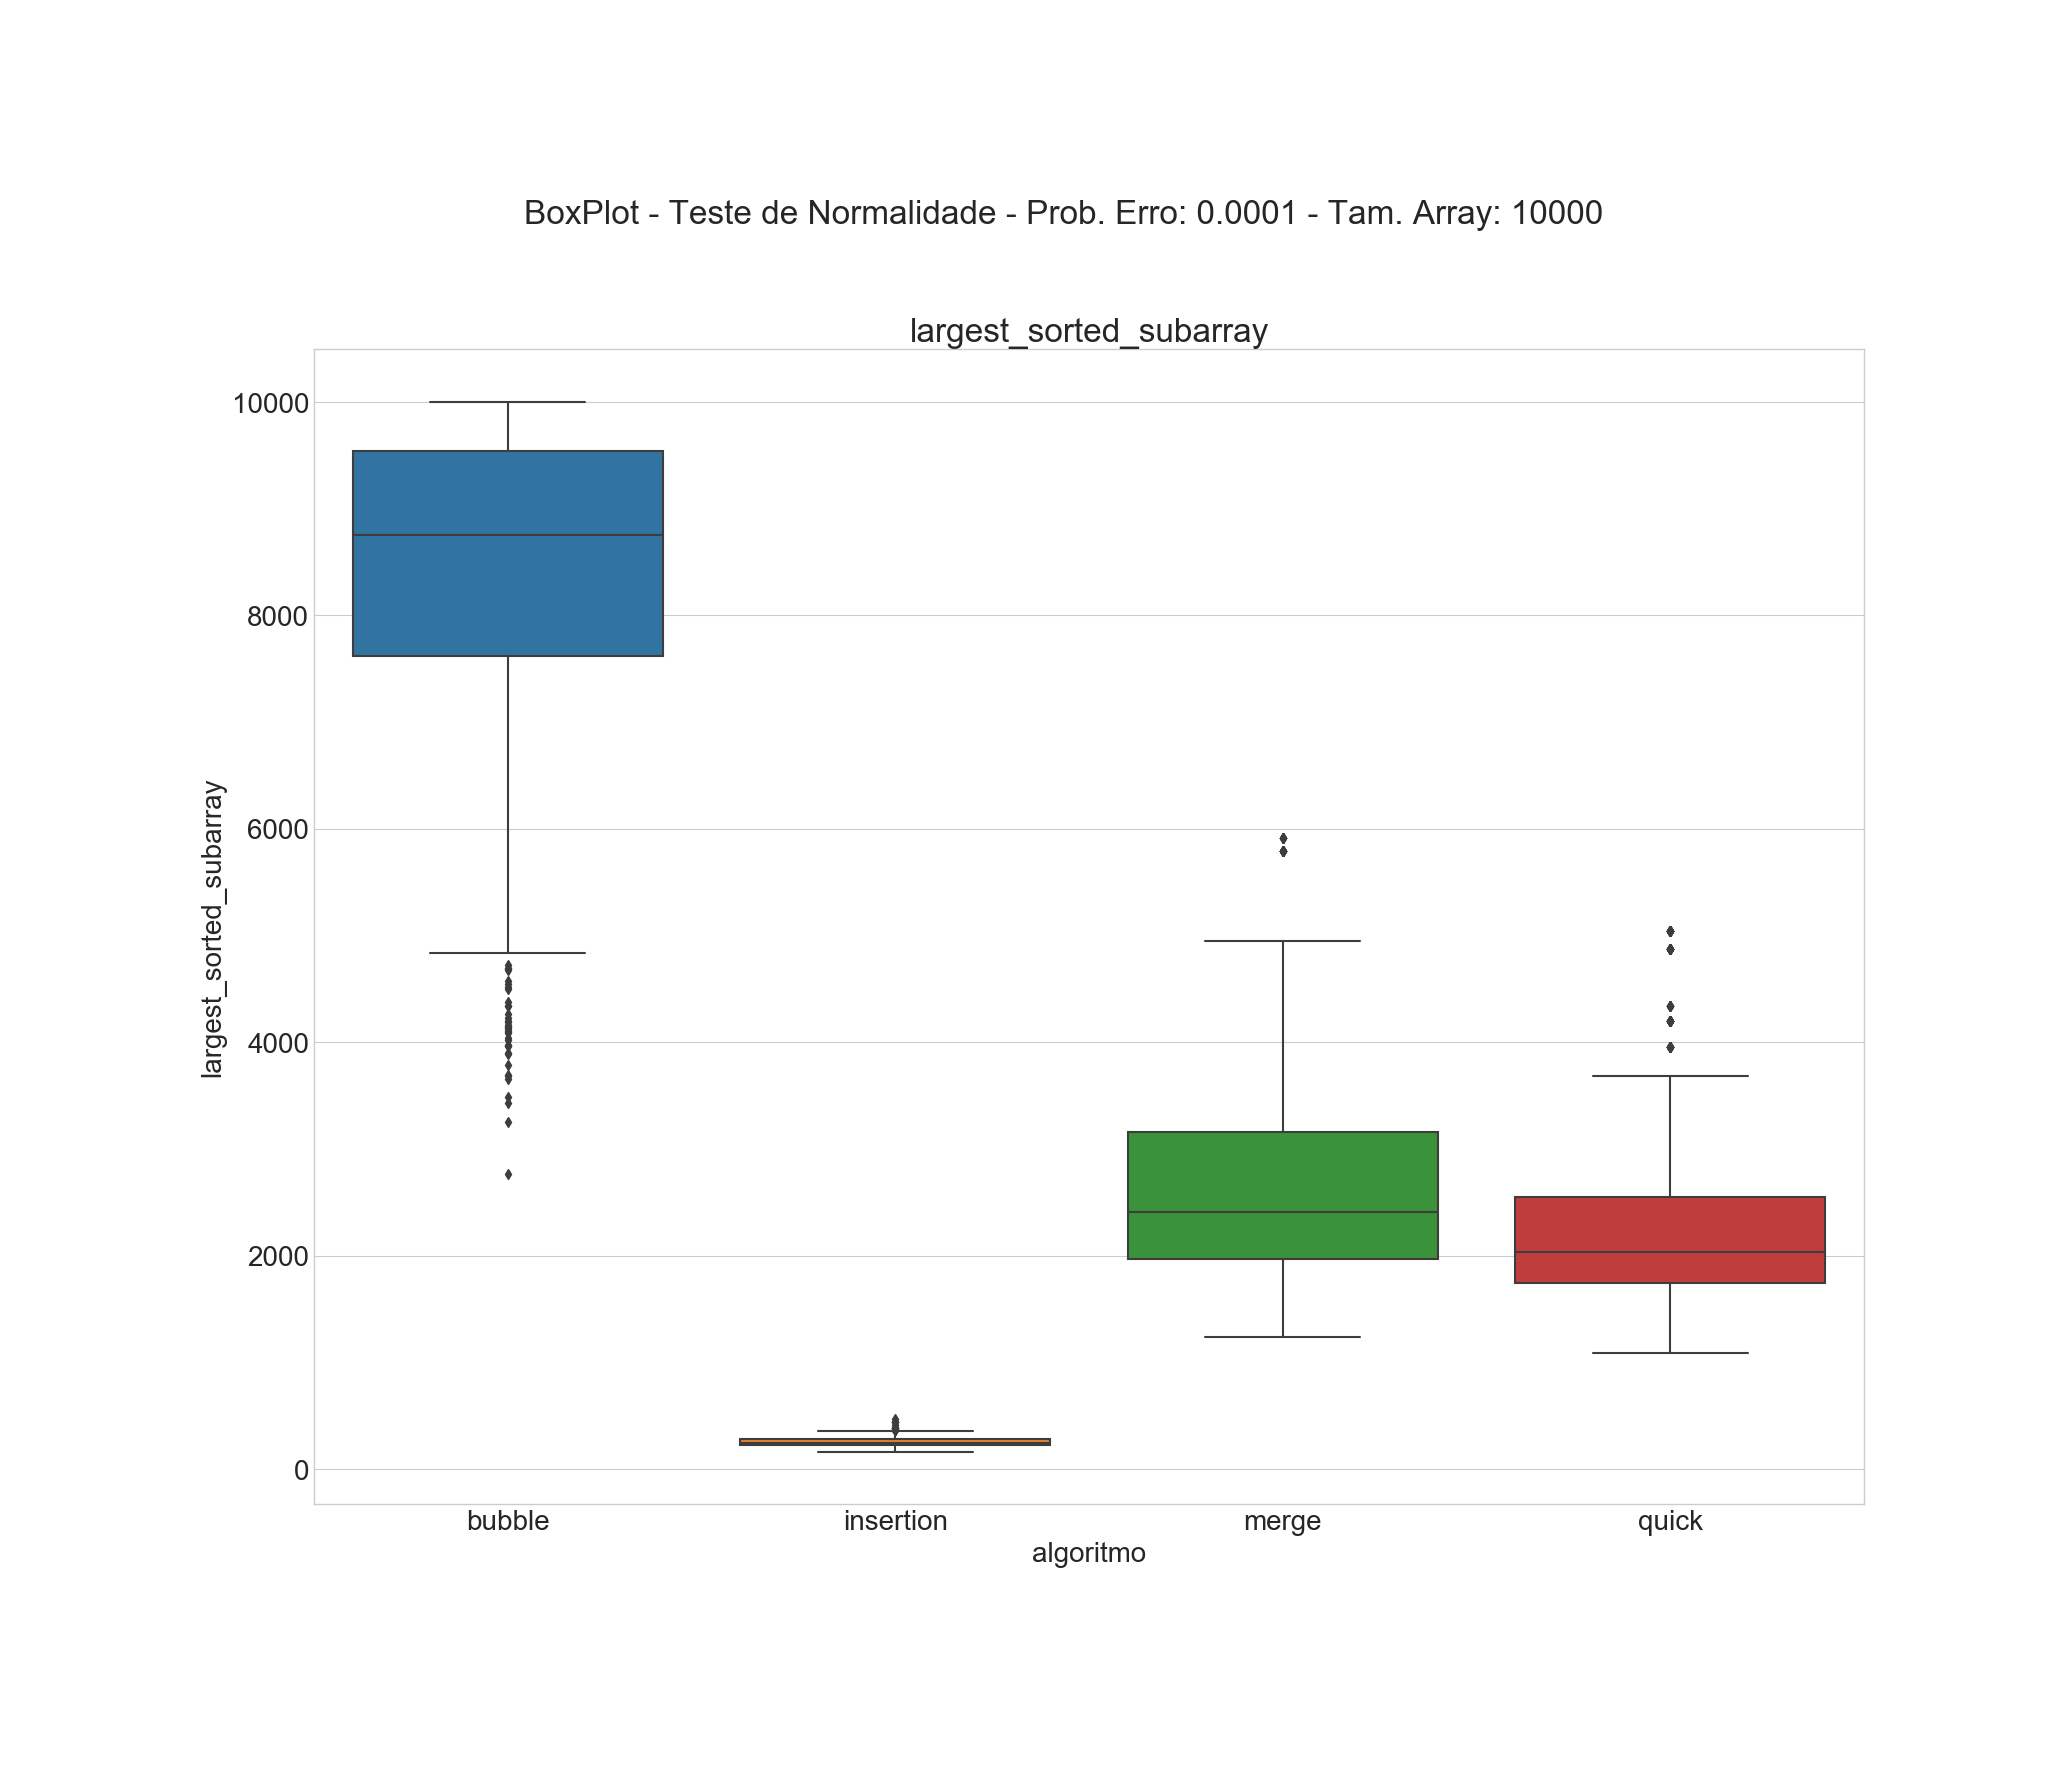 BoxPlot - Teste de Normalidade - Prob. Erro: 0.0001 - Tam. Array: 10000
largest_sorted_subarray
10000
8000
6000
4000
2000
0
largest_sorted_subarray
bubble insertion merge quick
algoritmo